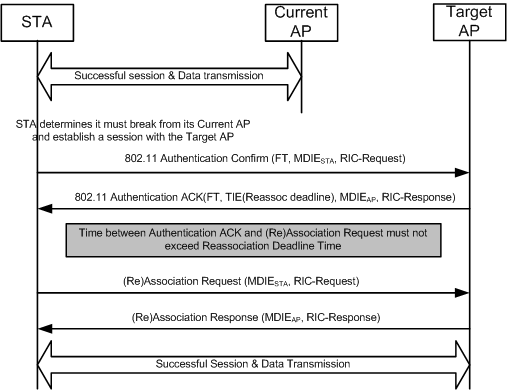 STA
Current
AP
Target
AP
Successful session & Data transmission
STA determines it must break from its Current AP
and establish a session with the Target AP
802.11 Authentication Confirm (FT, MDIESTA, RIC-Request)
802.11 Authentication ACK(FT, TIE(Reassoc deadline), MDIEAP, RIC-Response)
Time between Authentication ACK and (Re)Association Request must not
exceed Reassociation Deadline Time
(Re)Association Request (MDIESTA, RIC-Request)
(Re)Association Response (MDIEAP, RIC-Response)
Successful Session & Data Transmission